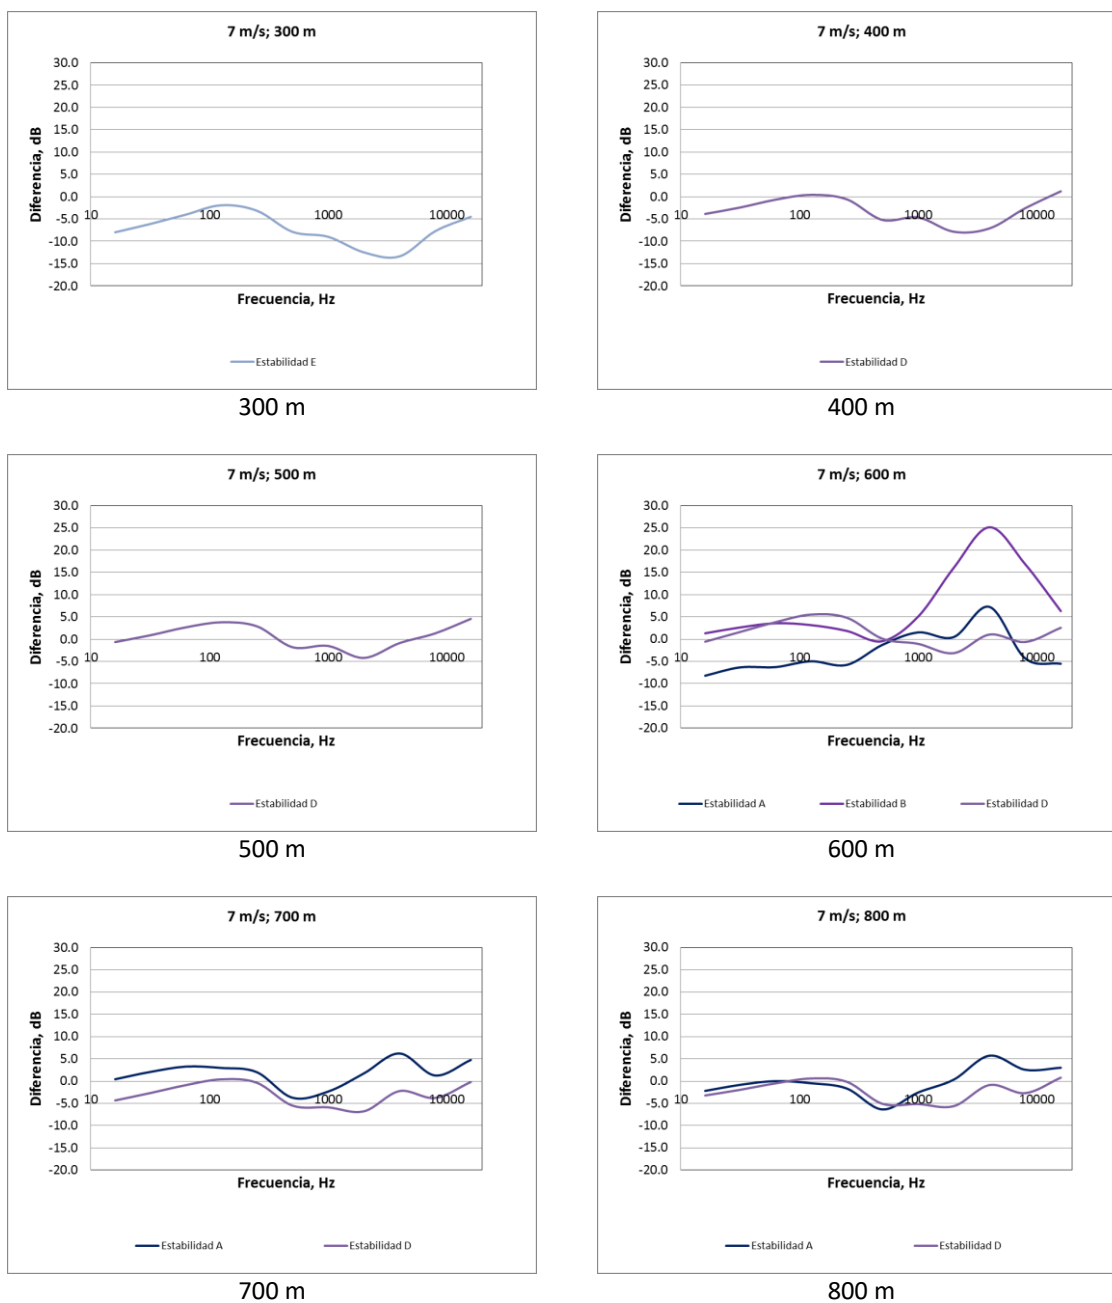 7 m/s; 300 m
30.0
25.0
20.0
15.0
10.0
5.0
0.0
-5.0
-10.0
-15.0
-20.0
10 100 1000 10000
Diferencia, dB
Frecuencia, Hz
Estabilidad E
300 m
7 m/s; 400 m
30.0
25.0
20.0
15.0
10.0
5.0
0.0
-5.0
-10.0
-15.0
-20.0
10 100 1000 10000
Diferencia, dB
Frecuencia, Hz
Estabilidad D
400 m
7 m/s; 500 m
30.0
25.0
20.0
15.0
10.0
5.0
0.0
-5.0
-10.0
-15.0
-20.0
10 100 1000 10000
Diferencia, dB
Frecuencia, Hz
Estabilidad D
500 m
7 m/s; 600 m
30.0
25.0
20.0
15.0
10.0
5.0
0.0
-5.0
-10.0
-15.0
-20.0
10 100 1000 10000
Diferencia, dB
Frecuencia, Hz
Estabilidad A Estabilidad B Estabilidad D
600 m
7 m/s; 700 m
30.0
25.0
20.0
15.0
10.0
5.0
0.0
-5.0
-10.0
-15.0
-20.0
10 100 1000 10000
Diferencia, dB
Frecuencia, Hz
Estabilidad A Estabilidad D
700 m
7 m/s; 800 m
30.0
25.0
20.0
15.0
10.0
5.0
0.0
-5.0
-10.0
-15.0
-20.0
10 100 1000 10000
Diferencia, dB
Frecuencia, Hz
Estabilidad A Estabilidad D
800 m